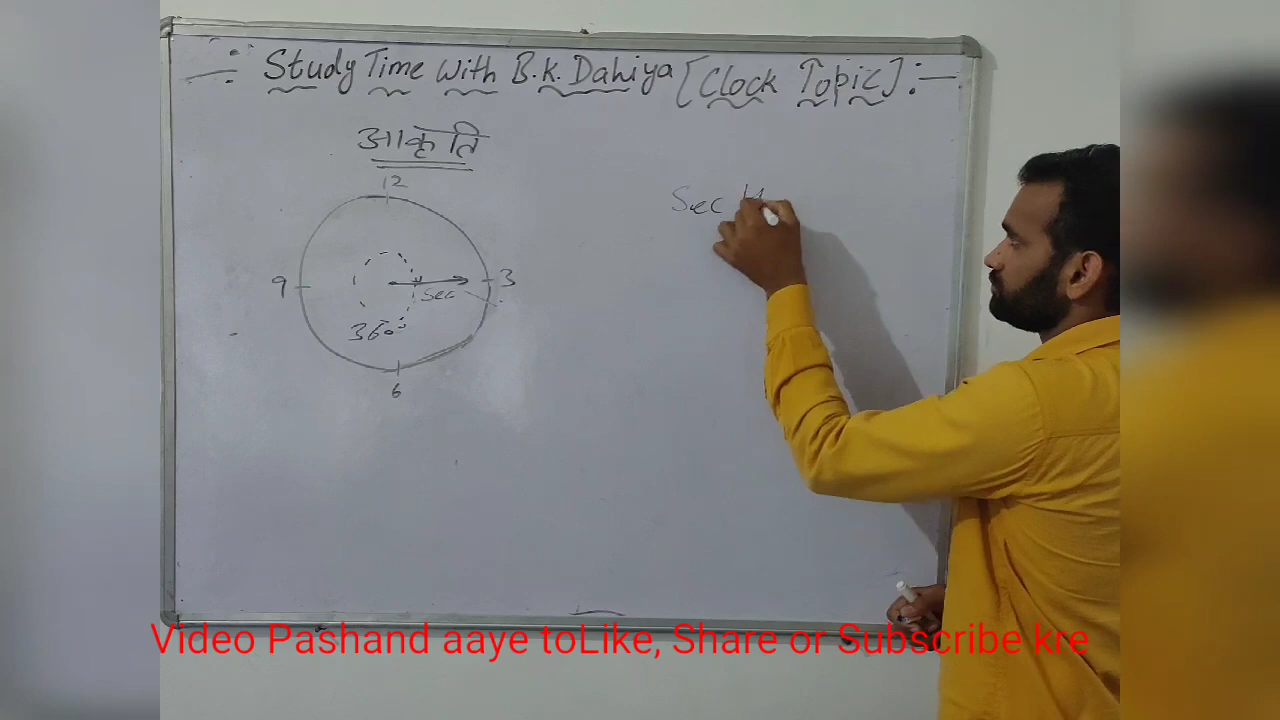 Study Time With B.K. Dahiya [Clock Topic]:-
आकृति
12
9
3
Sec
360°
6
Sec H
Video Pashand aaye toLike, Share or Subscribe kre